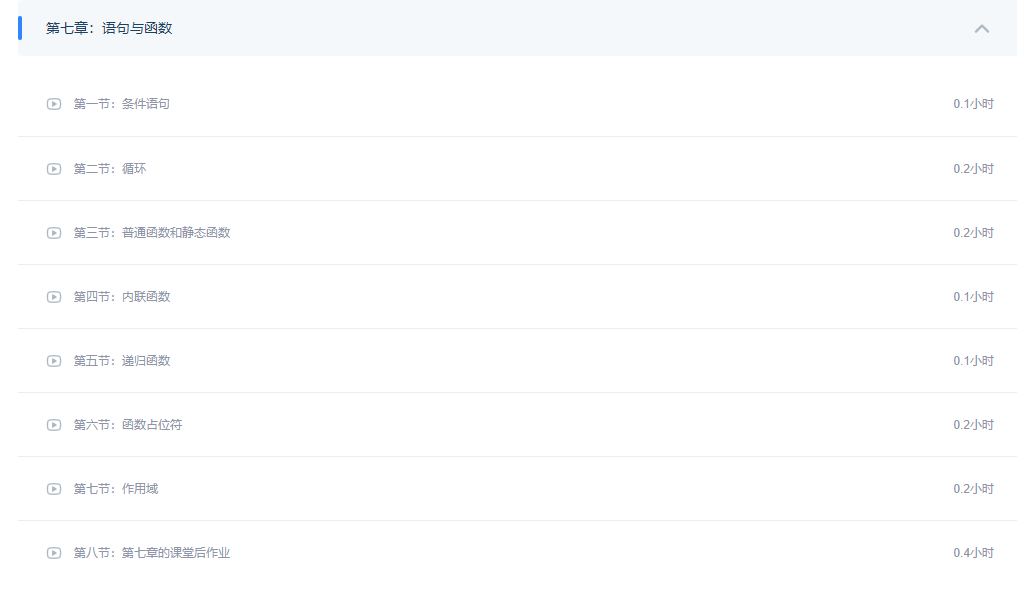 第七章：语句与函数
第一节：条件语句 0.1小时
第二节：循环 0.2小时
第三节：普通函数和静态函数 0.2小时
第四节：内联函数 0.1小时
第五节：递归函数 0.1小时
第六节：函数占位符 0.2小时
第七节：作用域 0.2小时
第八节：第七章的课堂后作业 0.4小时